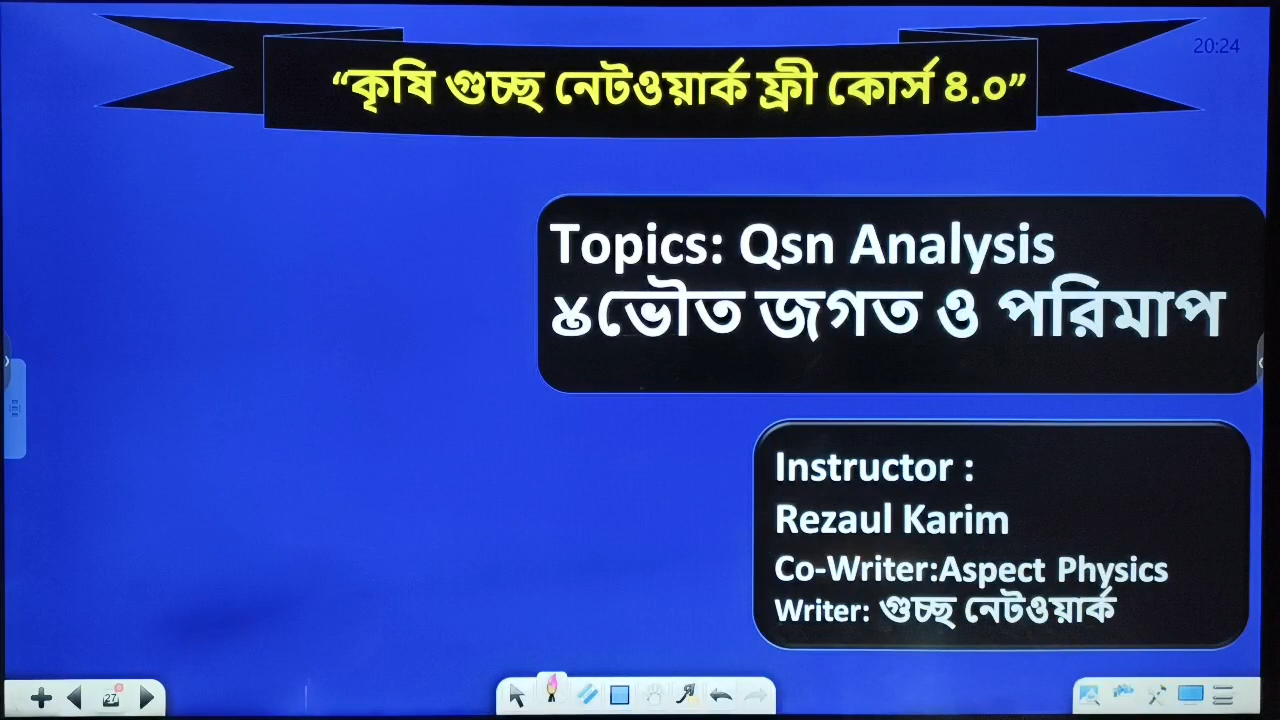 “কৃষি গুচ্ছ নেটওয়ার্ক ফ্রী কোর্স ৪.০”
20:24
Topics: Qsn Analysis
৪ভৌত জগত ও পরিমাপ
Instructor :
Rezaul Karim
Co-Writer:Aspect Physics
Writer: গুচ্ছ নেটওয়ার্ক
27